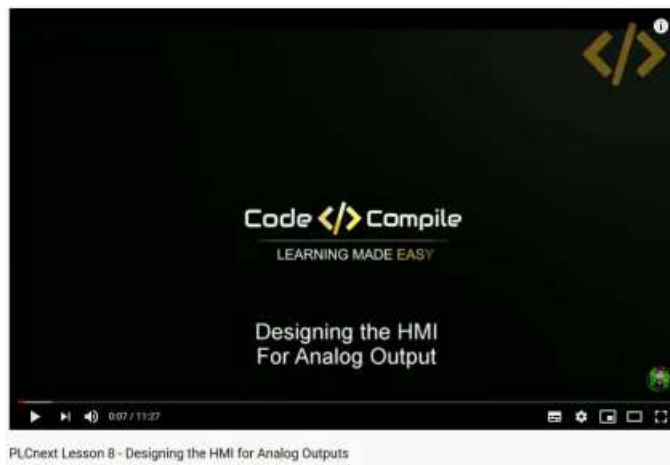 Code </> Compile
LEARNING MADE EASY
Designing the HMI
For Analog Output
0:07 / 11:27
PLCnext Lesson 8 - Designing the HMI for Analog Outputs